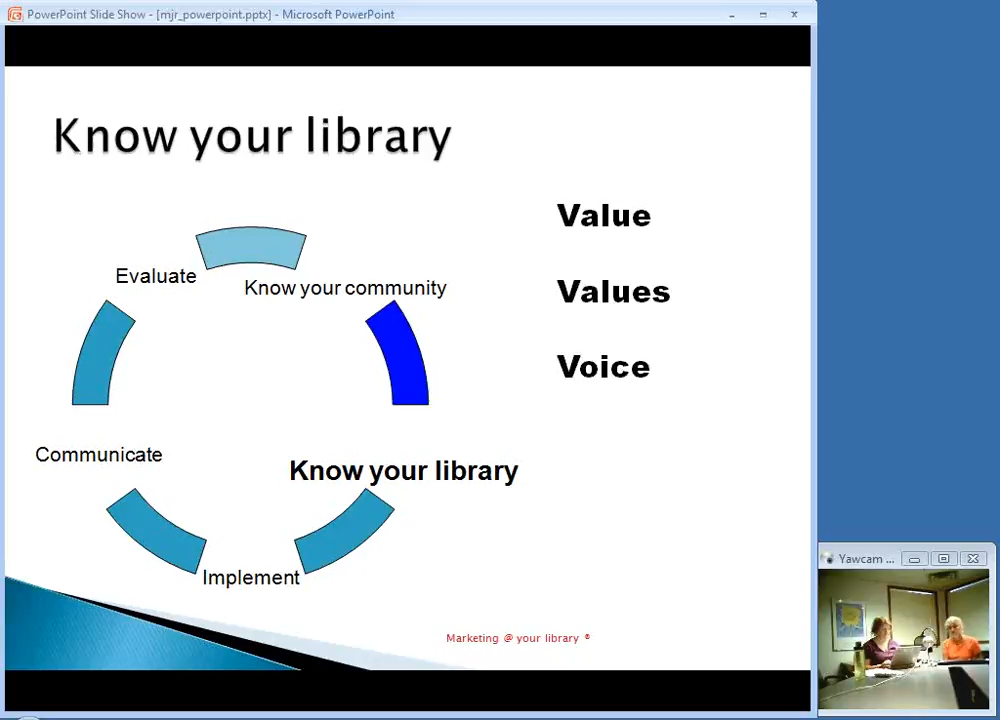 PowerPoint Slide Show - [mjr_powerpoint.pptx] - Microsoft PowerPoint
Know your library
Value
Values
Voice
Evaluate
Know your community
Communicate
Know your library
Implement
Marketing @ your library ®
Yawcam ...